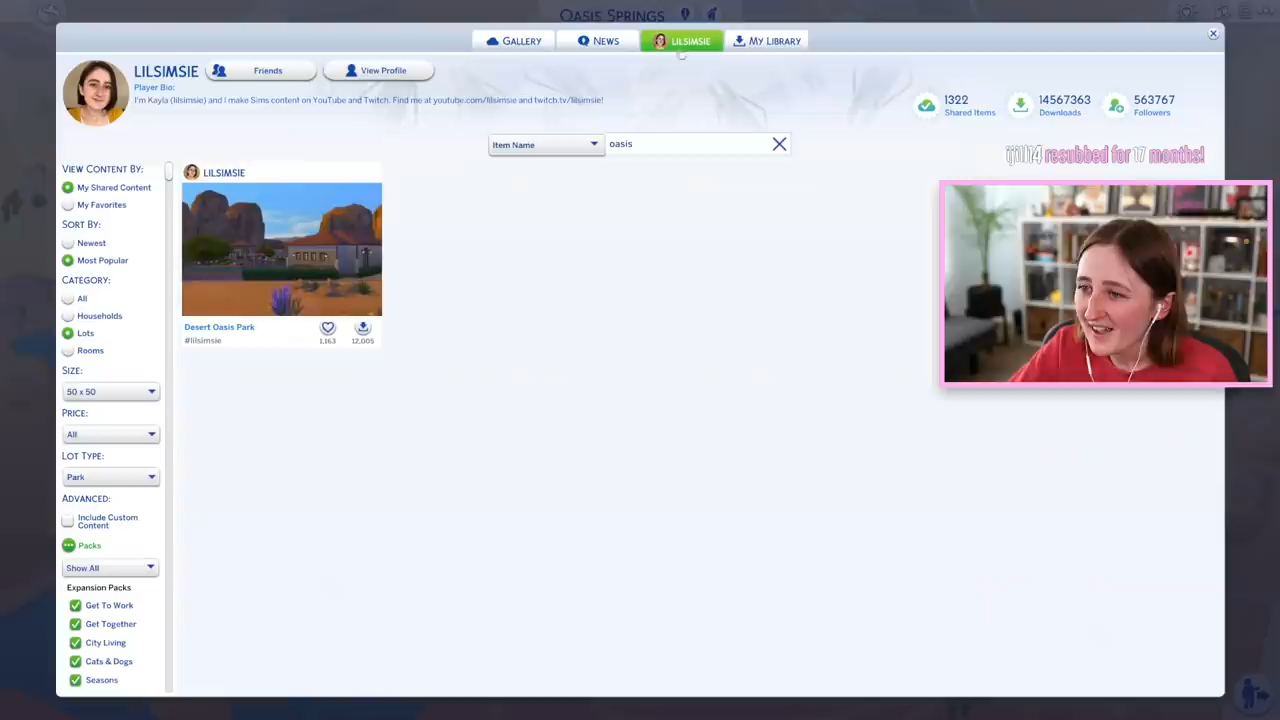 OASIS SPRINGS
GALLERY
NEWS
LILSIMSIE
MY LIBRARY
LILSIMSIE
Friends
View Profile
Player Bio:
I'm Kayla (lilsimsie) and I make Sims content on YouTube and Twitch. Find me at youtube.com/lilsimsie and twitch.tv/lilsimsie!
1322
Shared Items
14567363
Downloads
563767
Followers
Item Name
oasis
ijill14 resubbed for 17 months!
VIEW CONTENT BY:
My Shared Content
My Favorites
SORT BY:
Newest
Most Popular
CATEGORY:
All
Households
Lots
Rooms
SIZE:
50 x 50
PRICE:
All
LOT TYPE:
Park
ADVANCED:
Include Custom
Content
Packs
Show All
Expansion Packs
Get To Work
Get Together
City Living
Cats & Dogs
Seasons
LILSIMSIE
Desert Oasis Park
#lilsimsie
1,163
12,005